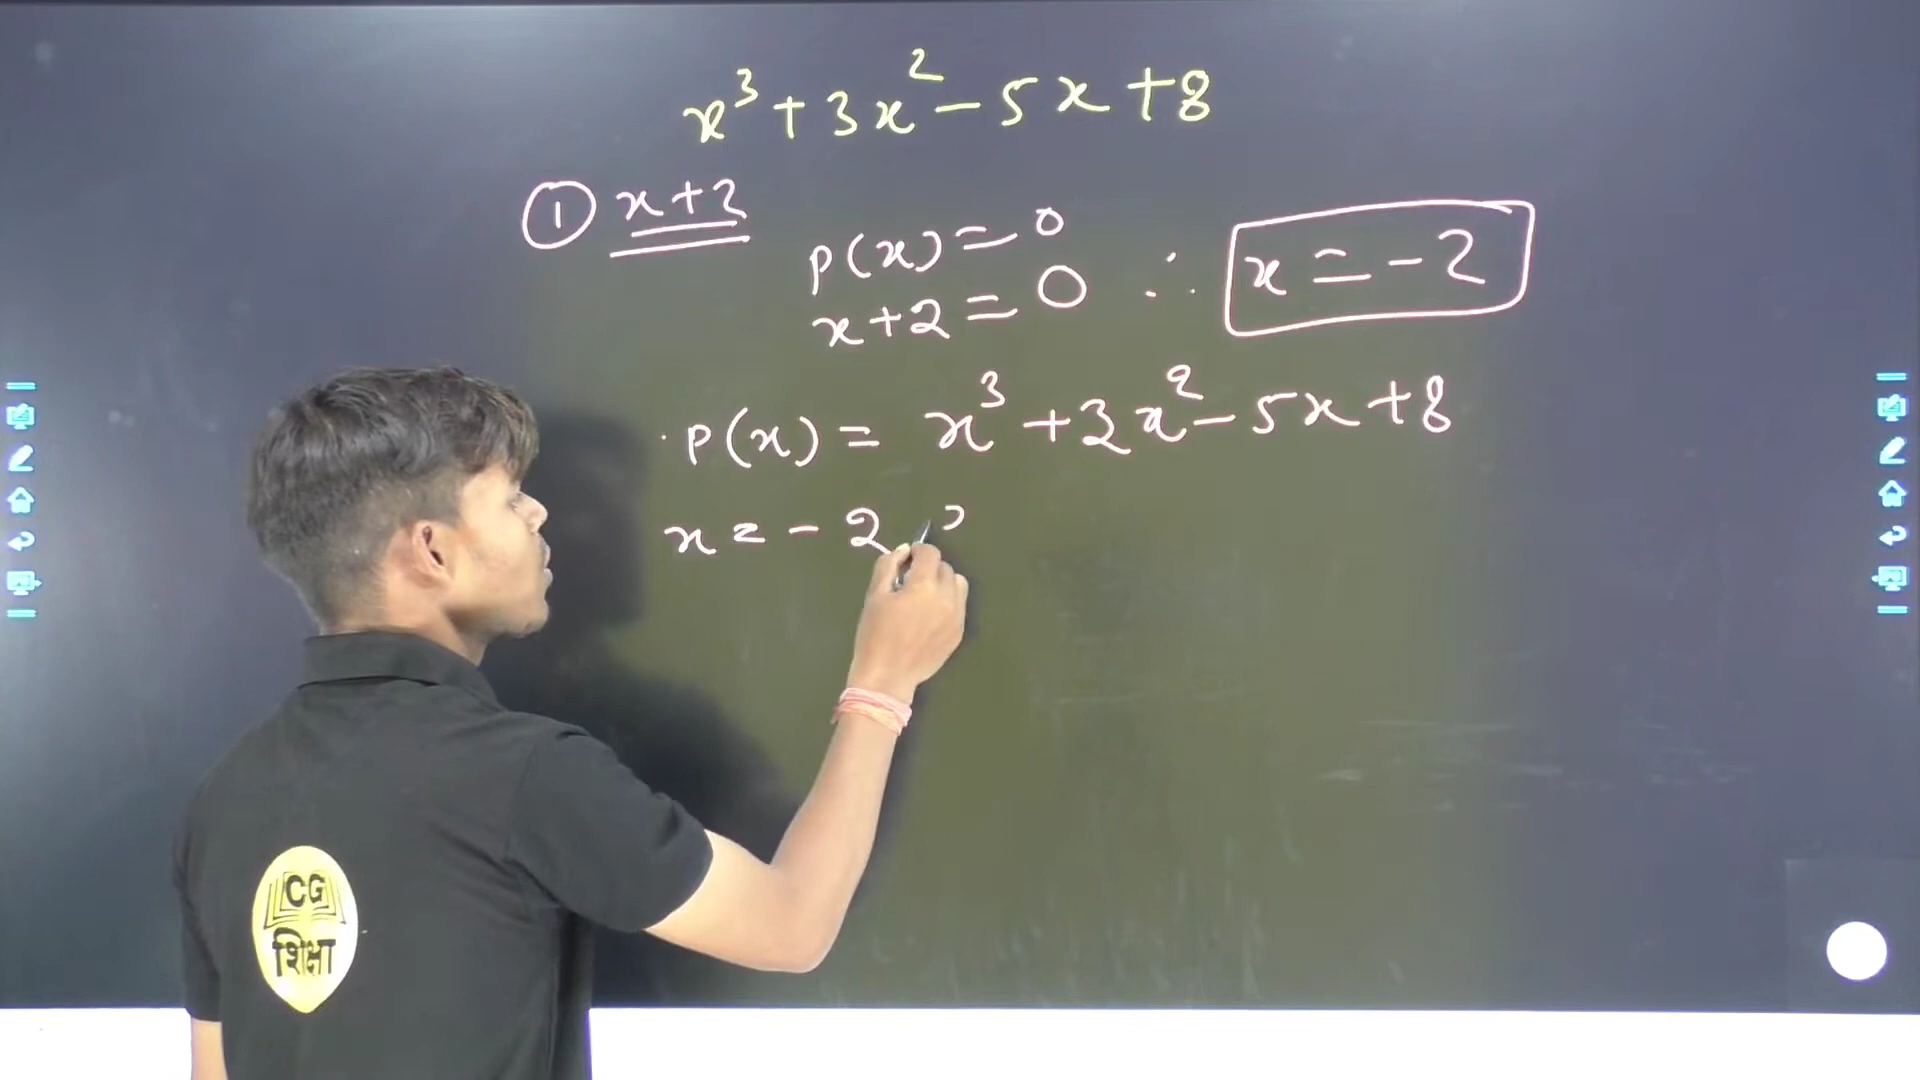 x³ + 3x² - 5x + 8
① x+2
p(x) = 0
x+2 = 0 ∴ x = -2
p(x) = x³ + 3x² - 5x + 8
x = - 2
CG
शिक्षा